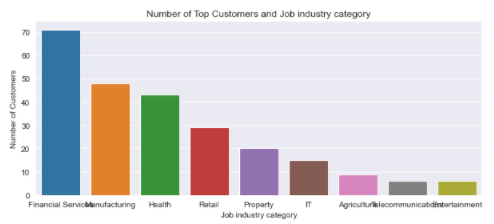 Number of Top Customers and Job industry category
Number of Customers
70
60
50
40
30
20
10
0
Financial Services Manufacturing Health Retail Property IT Agriculture Telecommunications Entertainment
Job industry category